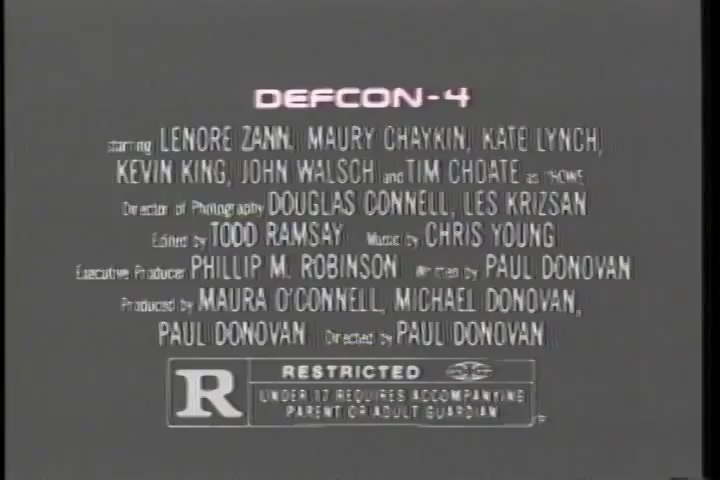 DEFCON-4
starring LENORE ZANN, MAURY CHAYKIN, KATE LYNCH,
KEVIN KING, JOHN WALSCH and TIM CHOATE as HOWE
Director of Photography DOUGLAS CONNELL, LES KRIZSAN
Edited by TODD RAMSAY Music by CHRIS YOUNG
Executive Producer PHILLIP M. ROBINSON Written by PAUL DONOVAN
Produced by MAURA O'CONNELL, MICHAEL DONOVAN,
PAUL DONOVAN Directed by PAUL DONOVAN
R RESTRICTED
UNDER 17 REQUIRES ACCOMPANYING
PARENT OR ADULT GUARDIAN